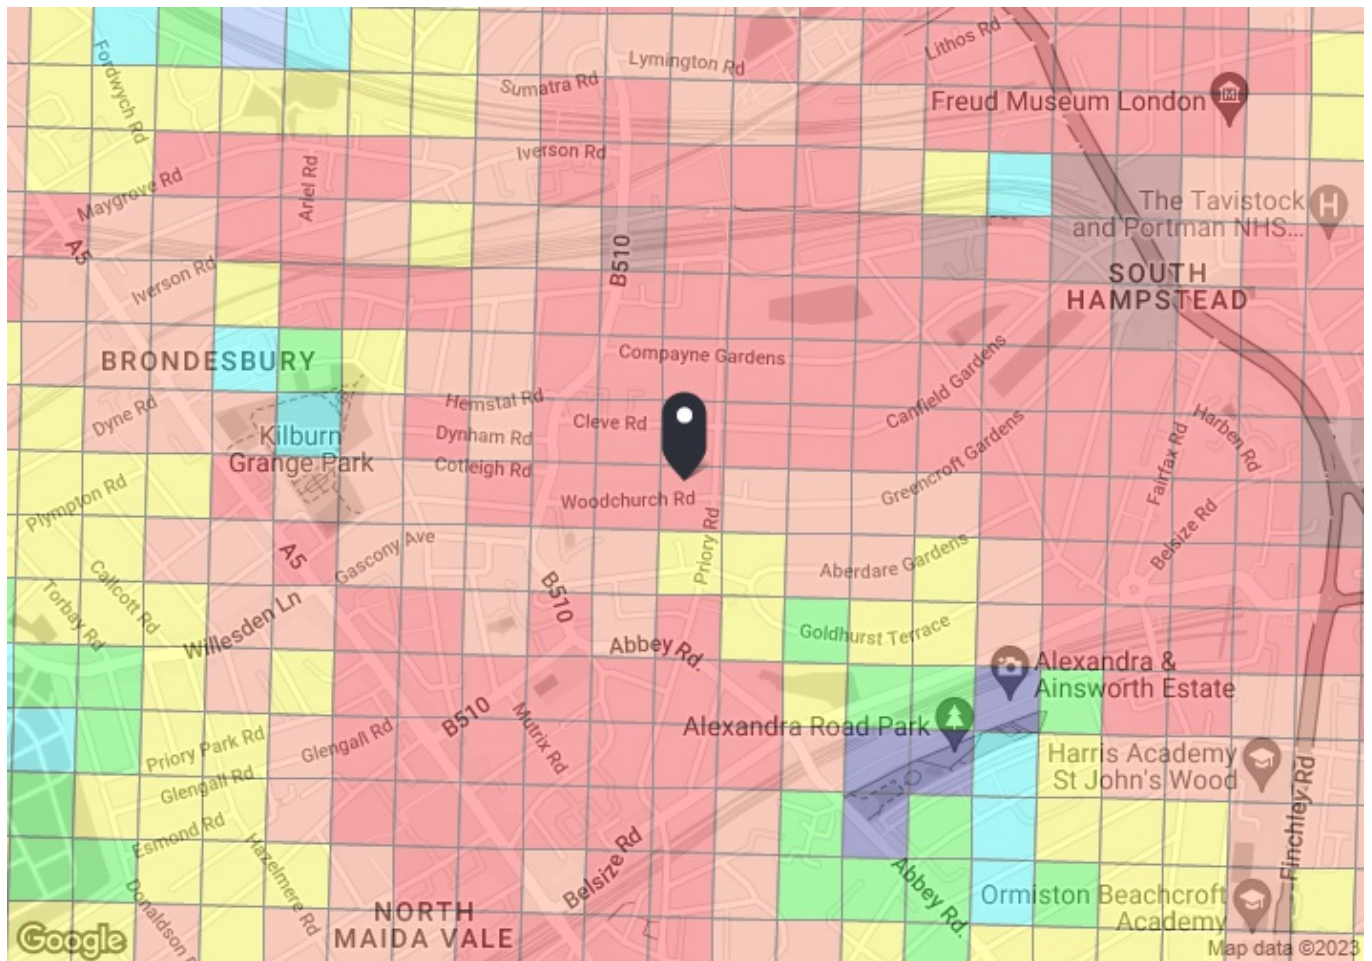 Fordwych Rd
Lymington Rd
Lithos Rd
Sumatra Rd
Freud Museum London
Iverson Rd
Ariel Rd
Maygrove Rd
The Tavistock
and Portman NHS...
A5
B510
Iverson Rd
SOUTH
HAMPSTEAD
BRONDESBURY
Compayne Gardens
Canfield Gardens
Hemstal Rd
Dyne Rd
Cleve Rd
Harben Rd
Kilburn
Grange Park
Dynham Rd
Greencroft Gardens
Fairfax Rd
Cotleigh Rd
Plympton Rd
Woodchurch Rd
Belsize Rd
Priory Rd
A5
Gascony Ave
Aberdare Gardens
Callcott Rd
Torbay Rd
B510
Willesden Ln
Goldhurst Terrace
Abbey Rd.
Alexandra &
Ainsworth Estate
B510
Mutrix Rd
Alexandra Road Park
Priory Park Rd
Glengall Rd
Harris Academy
St John's Wood
Glengall Rd
Finchley Rd
Esmond Rd
Hazelmere Rd
Belsize Rd
Abbey Rd.
Donaldson R
Ormiston Beachcroft
Academy
NORTH
MAIDA VALE
Google
Map data ©2023